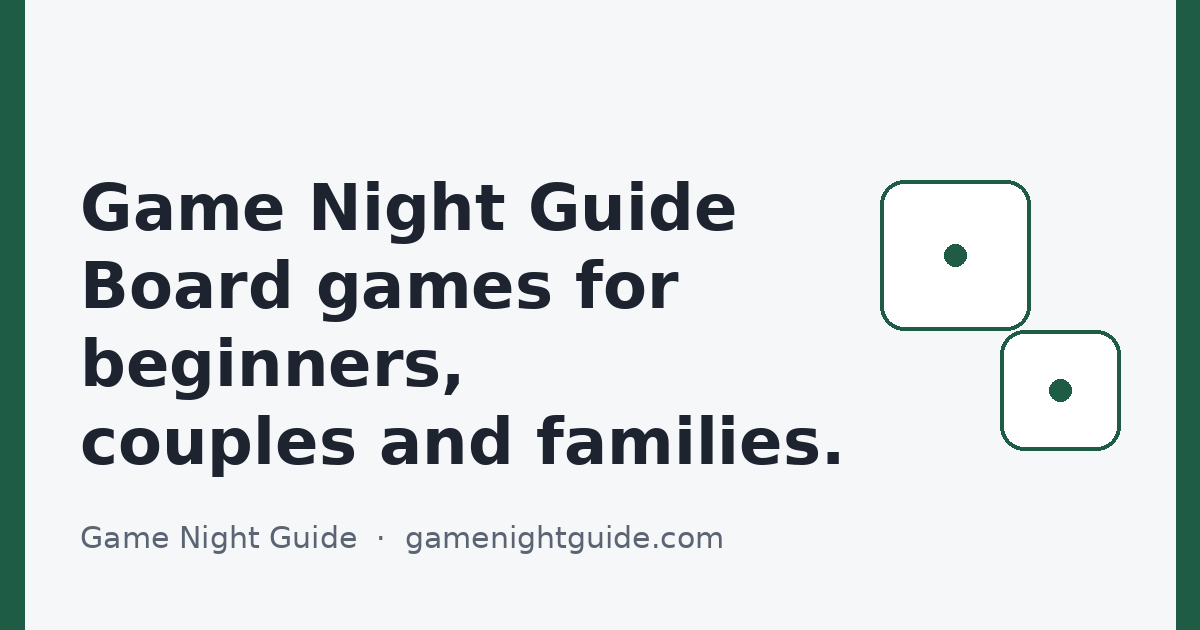 Game Night Guide
Board games for
beginners,
couples and families.
Game Night Guide · gamenightguide.com